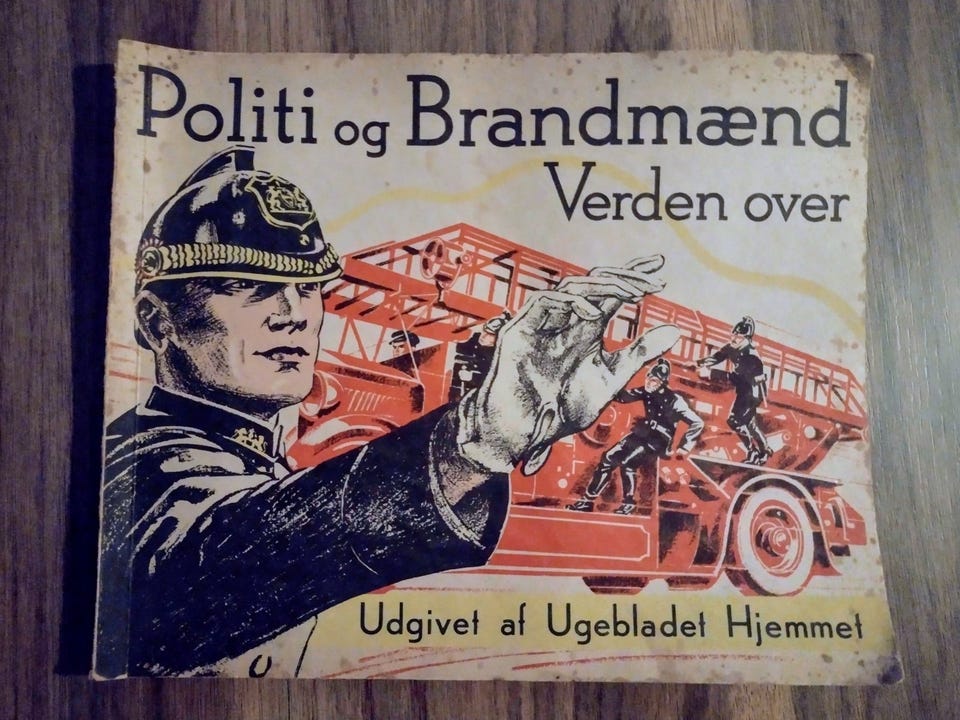 Politi og Brandmænd
Verden over
Udgivet af Ugebladet Hjemmet